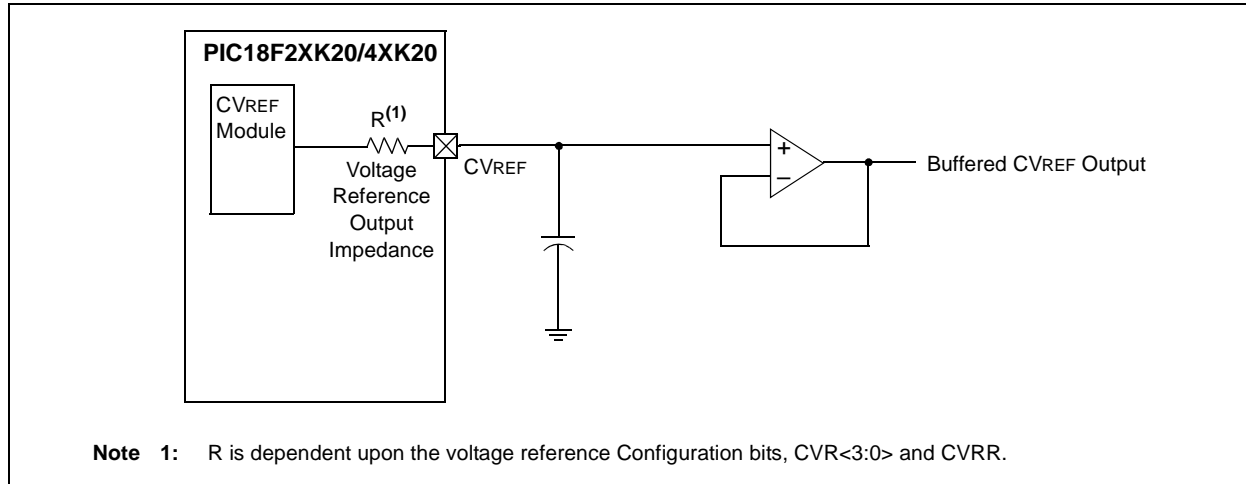 PIC18F2XK20/4XK20
CVREF
Module
R(1)
Voltage
Reference
Output
Impedance
CVREF
+
–
Buffered CVREF Output
Note 1: R is dependent upon the voltage reference Configuration bits, CVR<3:0> and CVRR.